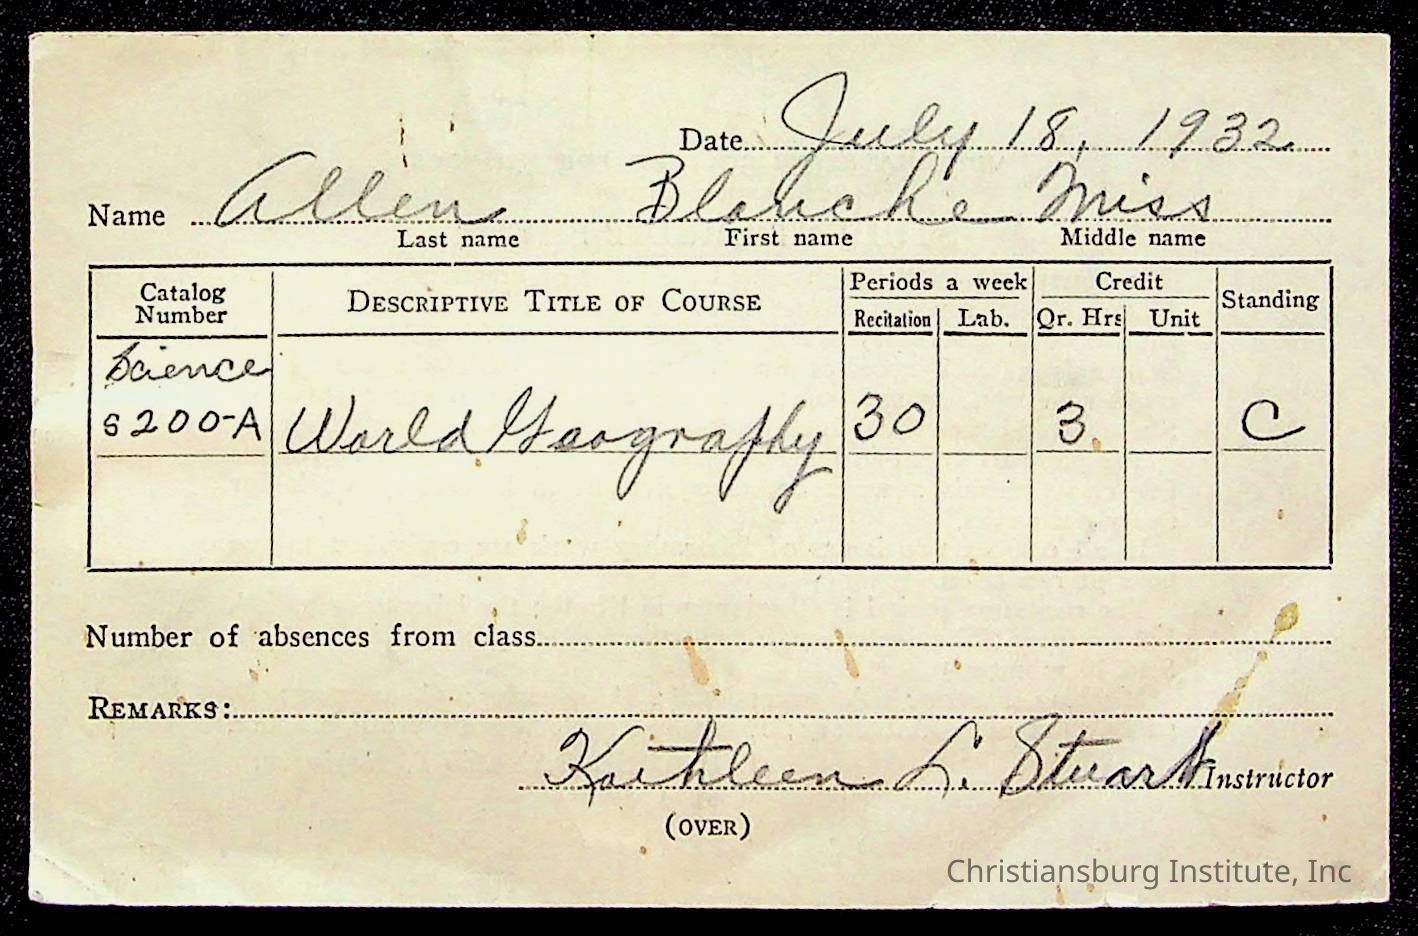 Date July 18, 1932
Name Allen Blanche Miss
Last name First name Middle name
Catalog Number DESCRIPTIVE TITLE OF COURSE Periods a week Credit Standing
Recitation Lab. Qr. Hrs Unit
Science
S200-A World Geography 30 3 C
Number of absences from class
REMARKS:
Kathleen L. Stuart Instructor
(OVER)
Christiansburg Institute, Inc